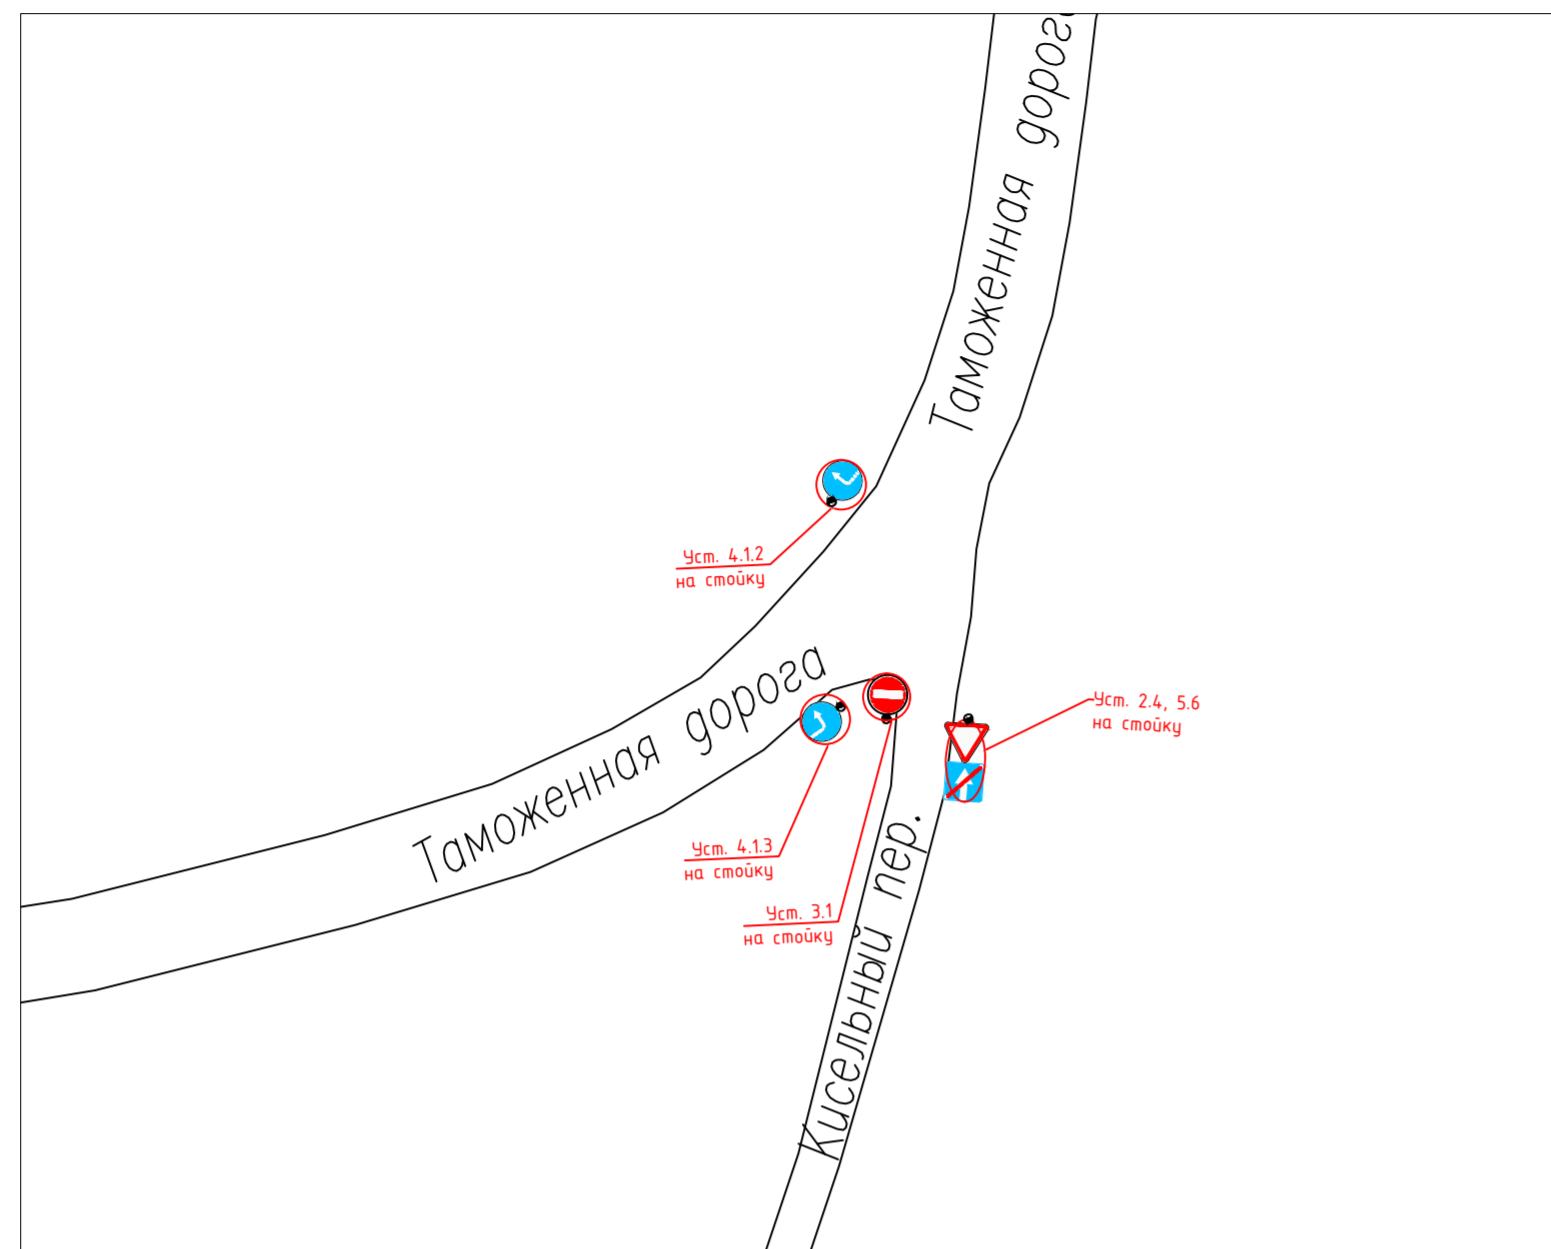 Таможенная дорога
Уст. 4.1.2
на стойку
Таможенная дорога
Уст. 2.4, 5.6
на стойку
Уст. 4.1.3
на стойку
Уст. 3.1
на стойку
Кисельный пер.